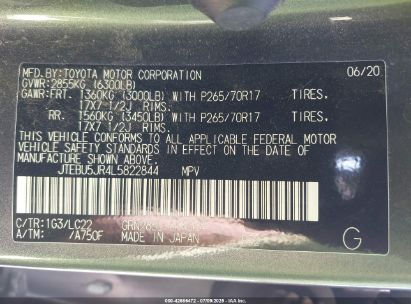 MFD.BY:TOYOTA MOTOR CORPORATION 06/20
GVWR:2855KG (6300LB)
GAWR:FRT. 1360KG (3000LB) WITH P265/70R17 TIRES,
17X7 1/2J RIMS.
RR. 1560KG (3450LB) WITH P265/70R17 TIRES,
17X7 1/2J RIMS.
THIS VEHICLE CONFORMS TO ALL APPLICABLE FEDERAL MOTOR
VEHICLE SAFETY STANDARDS IN EFFECT ON THE DATE OF
MANUFACTURE SHOWN ABOVE.
JTEBU5JR4L5822844 MPV
C/TR:1G3/LC22
A/TM: /A750F MADE IN JAPAN
G